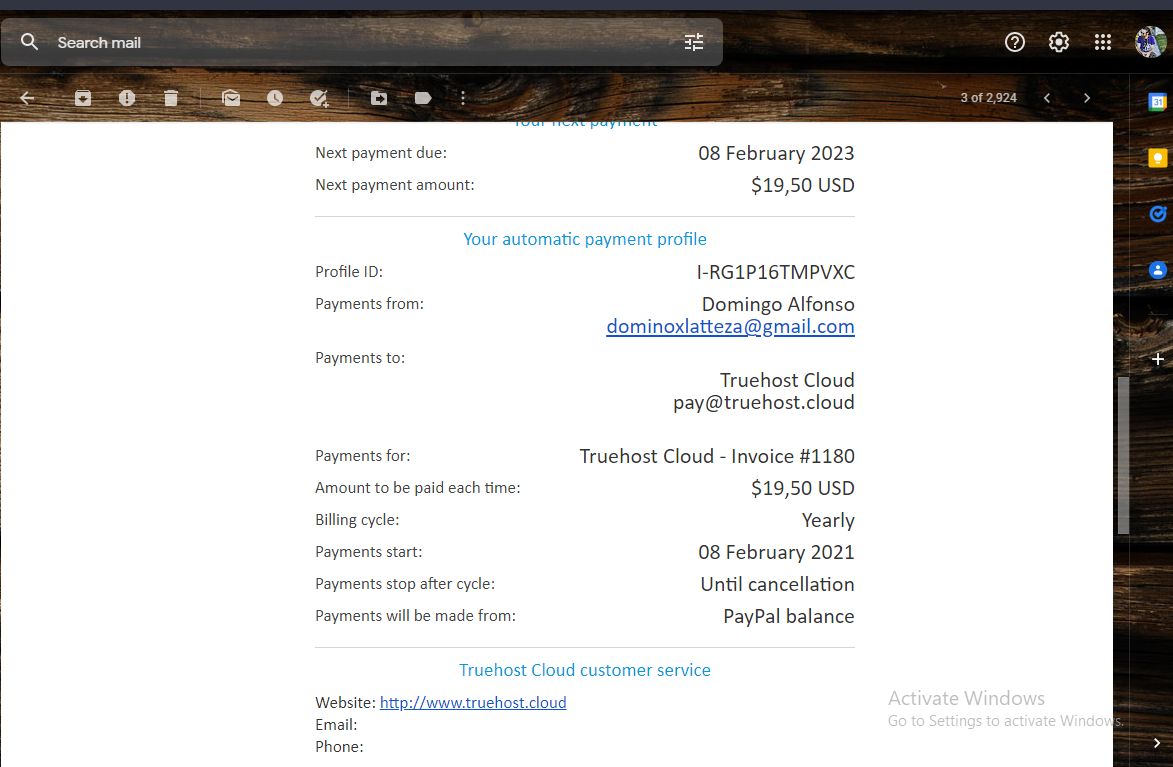 Search mail
3 of 2,924
31
Your next payment
Next payment due: 08 February 2023
Next payment amount: $19,50 USD
Your automatic payment profile
Profile ID: I-RG1P16TMPVXC
Payments from: Domingo Alfonso
dominoxlatteza@gmail.com
Payments to:
Truehost Cloud
pay@truehost.cloud
Payments for: Truehost Cloud - Invoice #1180
Amount to be paid each time: $19,50 USD
Billing cycle: Yearly
Payments start: 08 February 2021
Payments stop after cycle: Until cancellation
Payments will be made from: PayPal balance
Truehost Cloud customer service
Website: http://www.truehost.cloud
Email:
Phone:
Activate Windows
Go to Settings to activate Windows.